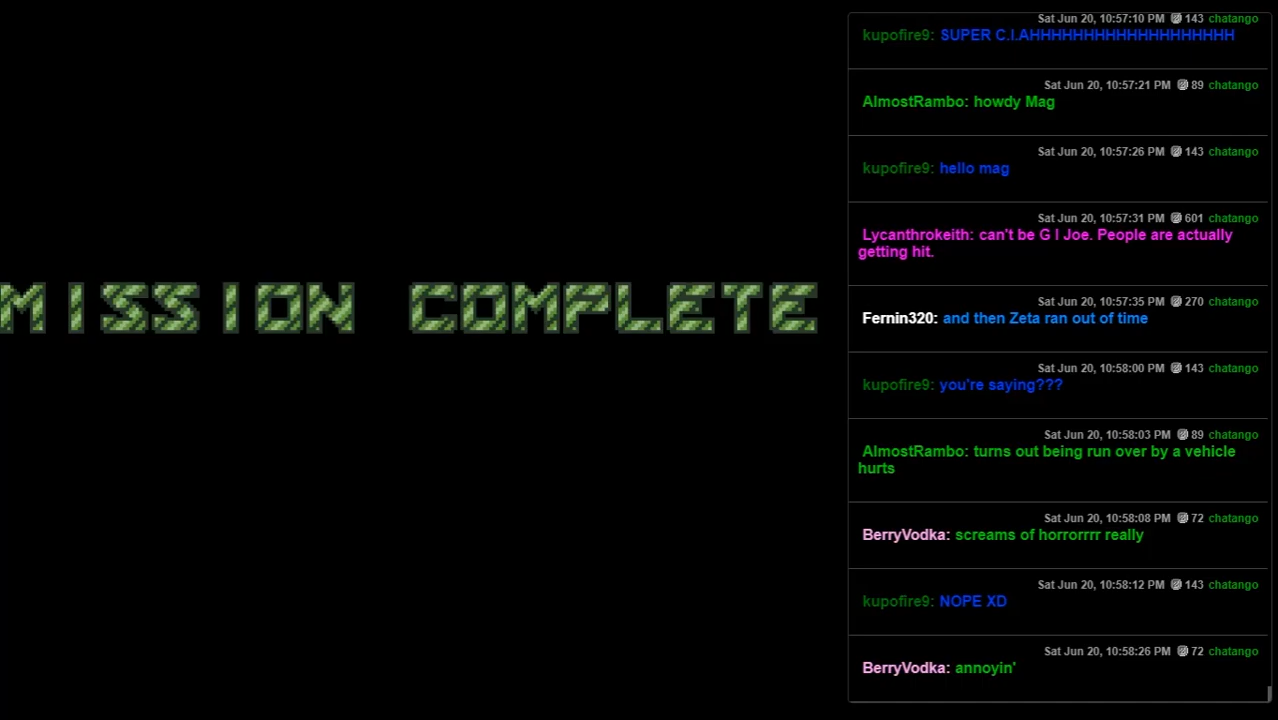 MISSION COMPLETE
Sat Jun 20, 10:57:10 PM 143 chatango
kupofire9: SUPER C.I.AHHHHHHHHHHHHHHHHHHH
Sat Jun 20, 10:57:21 PM 89 chatango
AlmostRambo: howdy Mag
Sat Jun 20, 10:57:26 PM 143 chatango
kupofire9: hello mag
Sat Jun 20, 10:57:31 PM 601 chatango
Lycanthrokeith: can't be G I Joe. People are actually
getting hit.
Sat Jun 20, 10:57:35 PM 270 chatango
Fernin320: and then Zeta ran out of time
Sat Jun 20, 10:58:00 PM 143 chatango
kupofire9: you're saying???
Sat Jun 20, 10:58:03 PM 89 chatango
AlmostRambo: turns out being run over by a vehicle
hurts
Sat Jun 20, 10:58:08 PM 72 chatango
BerryVodka: screams of horrorrrr really
Sat Jun 20, 10:58:12 PM 143 chatango
kupofire9: NOPE XD
Sat Jun 20, 10:58:26 PM 72 chatango
BerryVodka: annoyin'